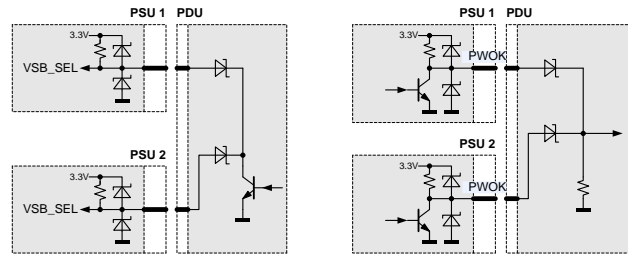 PSU 1 PDU
3.3V
VSB_SEL
PSU 2
3.3V
VSB_SEL
PSU 1 PDU
3.3V
PWOK
PSU 2
3.3V
PWOK